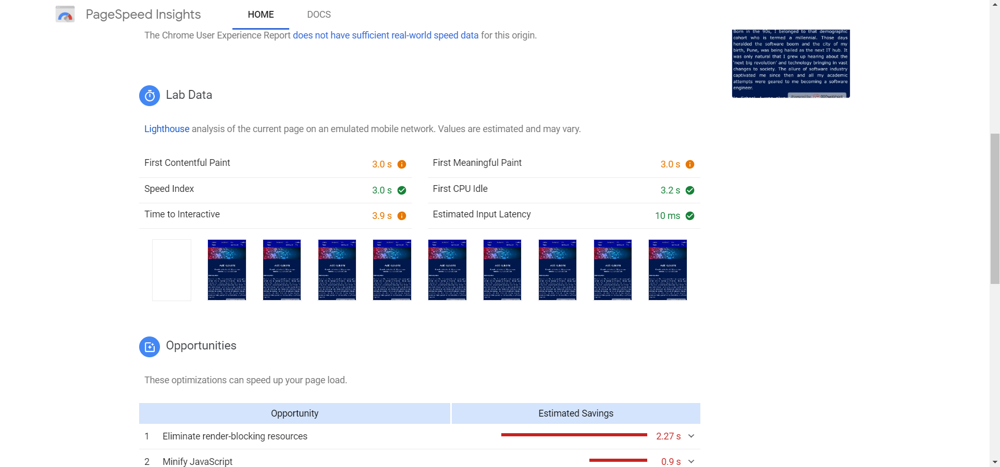 PageSpeed Insights
HOME
DOCS
The Chrome User Experience Report does not have sufficient real-world speed data for this origin.
Born in the 90s, I belonged to that demographic
cohort who is termed a millennial. Those days
heralded the software boom and the city of my
birth, Pune, was being hailed as the next IT hub. It
was only natural that I grew up hearing about the
'next big revolution' and technology bringing in vast
changes to society. The allure of software industry
captivated me since then and all my academic
attempts were geared to me becoming a software
engineer.
Powered by 000webhost
Lab Data
Lighthouse analysis of the current page on an emulated mobile network. Values are estimated and may vary.
First Contentful Paint 3.0 s
First Meaningful Paint 3.0 s
Speed Index 3.0 s
First CPU Idle 3.2 s
Time to Interactive 3.9 s
Estimated Input Latency 10 ms
Opportunities
These optimizations can speed up your page load.
Opportunity Estimated Savings
1 Eliminate render-blocking resources 2.27 s
2 Minify JavaScript 0.9 s